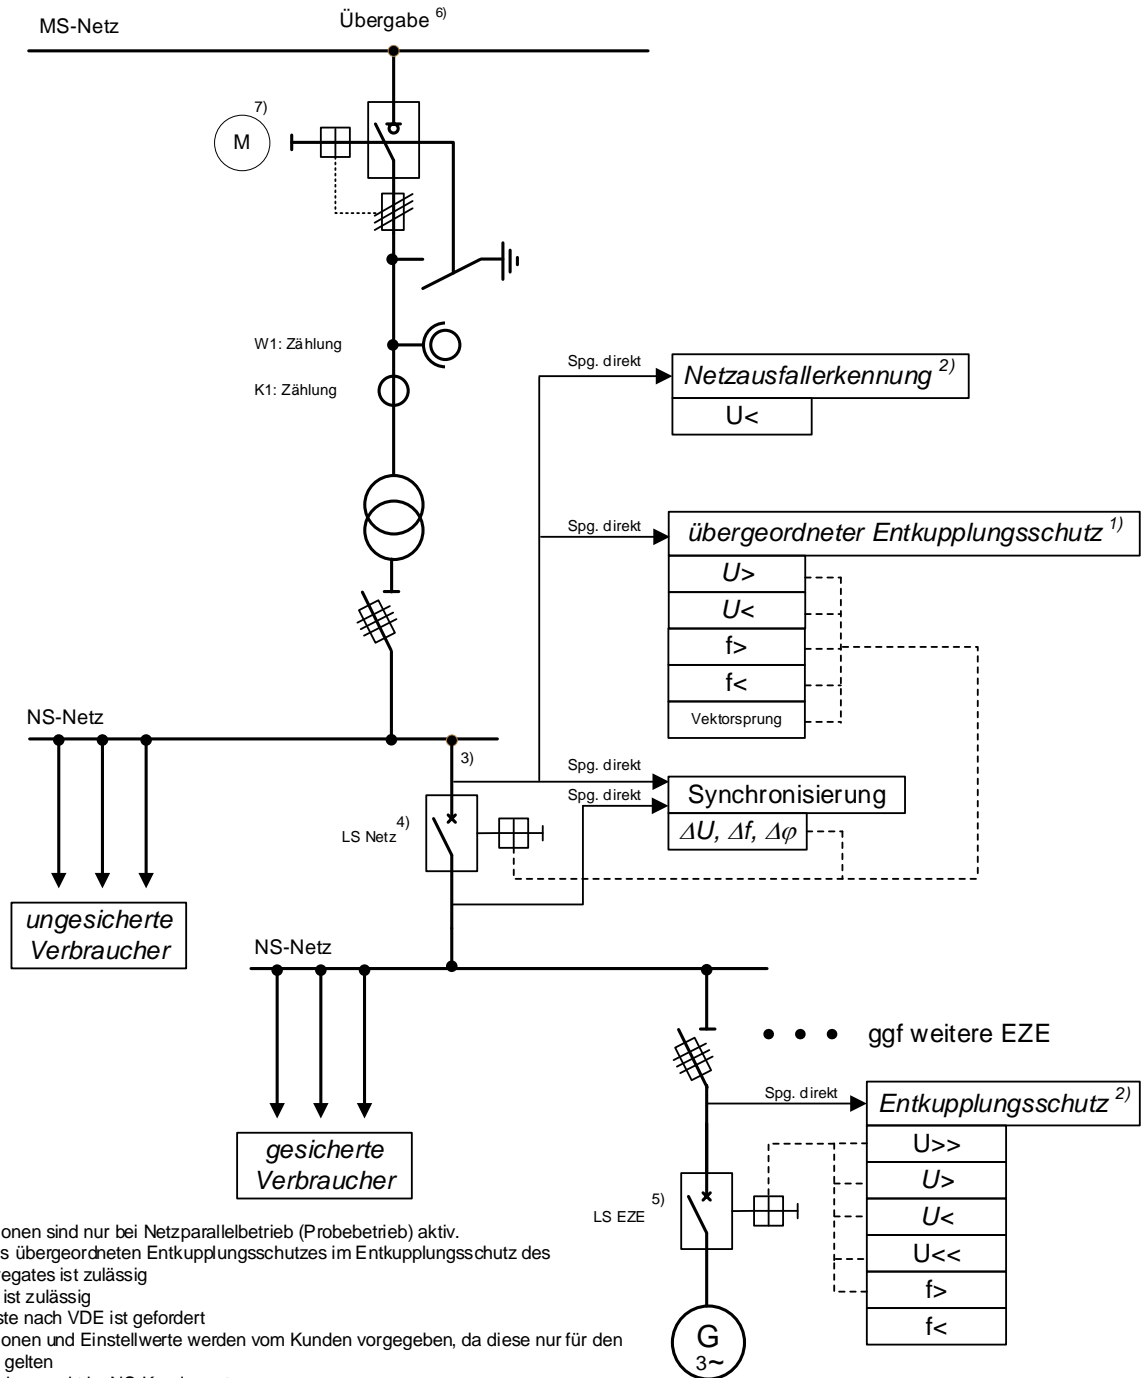 MS-Netz
Übergabe 6)
7)
M
W1: Zählung
K1: Zählung
Spg. direkt
Netzausfallerkennung 2)
U<
Spg. direkt
übergeordneter Entkupplungsschutz 1)
U>
U<
f>
f<
Vektorsprung
NS-Netz
3)
Spg. direkt
Spg. direkt
Synchronisierung
ΔU, Δf, Δφ
LS Netz 4)
ungesicherte
Verbraucher
NS-Netz
ggf weitere EZE
Spg. direkt
Entkupplungsschutz 2)
U>>
U>
U<
U<<
f>
f<
gesicherte
Verbraucher
LS EZE 5)
G
3~
onen sind nur bei Netzparallelbetrieb (Probebetrieb) aktiv.
s übergeordneten Entkupplungsschutzes im Entkupplungsschutz des
egates ist zulässig
ist zulässig
ste nach VDE ist gefordert
onen und Einstellwerte werden vom Kunden vorgegeben, da diese nur für den
gelten